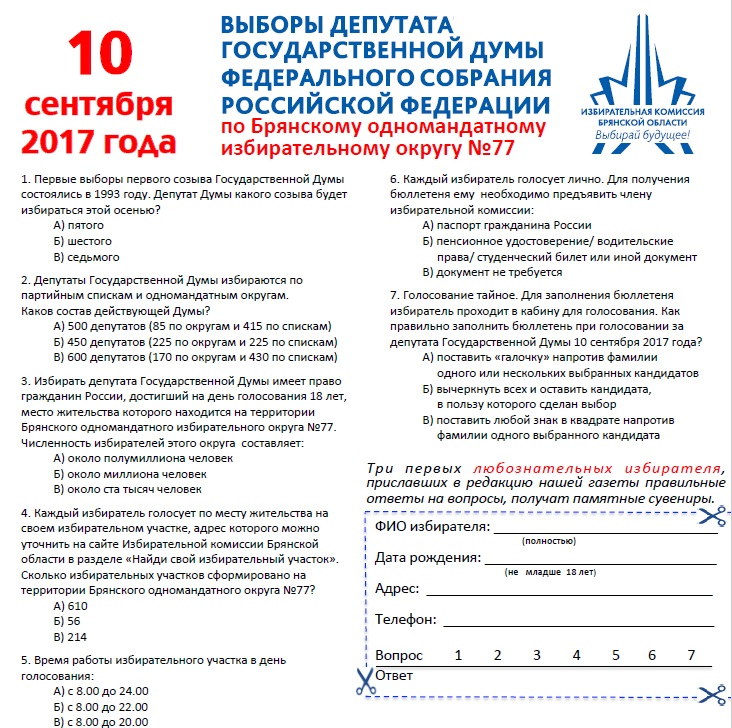 10
сентября
2017 года
ВЫБОРЫ ДЕПУТАТА
ГОСУДАРСТВЕННОЙ ДУМЫ
ФЕДЕРАЛЬНОГО СОБРАНИЯ
РОССИЙСКОЙ ФЕДЕРАЦИИ
по Брянскому одномандатному
избирательному округу №77
ИЗБИРАТЕЛЬНАЯ КОМИССИЯ
БРЯНСКОЙ ОБЛАСТИ
Выбирай будущее!
1. Первые выборы первого созыва Государственной Думы
состоялись в 1993 году. Депутат Думы какого созыва будет
избираться этой осенью?
А) пятого
Б) шестого
В) седьмого
2. Депутаты Государственной Думы избираются по
партийным спискам и одномандатным округам.
Каков состав действующей Думы?
А) 500 депутатов (85 по округам и 415 по спискам)
Б) 450 депутатов (225 по округам и 225 по спискам)
В) 600 депутатов (170 по округам и 430 по спискам)
3. Избирать депутата Государственной Думы имеет право
гражданин России, достигший на день голосования 18 лет,
место жительства которого находится на территории
Брянского одномандатного избирательного округа №77.
Численность избирателей этого округа составляет:
А) около полумиллиона человек
Б) около миллиона человек
В) около ста тысяч человек
4. Каждый избиратель голосует по месту жительства на
своем избирательном участке, адрес которого можно
уточнить на сайте Избирательной комиссии Брянской
области в разделе «Найди свой избирательный участок».
Сколько избирательных участков сформировано на
территории Брянского одномандатного округа №77?
А) 610
Б) 56
В) 214
5. Время работы избирательного участка в день
голосования:
А) с 8.00 до 24.00
Б) с 8.00 до 22.00
В) с 8.00 до 20.00
6. Каждый избиратель голосует лично. Для получения
бюллетеня ему необходимо предъявить члену
избирательной комиссии:
А) паспорт гражданина России
Б) пенсионное удостоверение/ водительские
права/ студенческий билет или иной документ
В) документ не требуется
7. Голосование тайное. Для заполнения бюллетеня
избиратель проходит в кабину для голосования. Как
правильно заполнить бюллетень при голосовании за
депутата Государственной Думы 10 сентября 2017 года?
А) поставить «галочку» напротив фамилии
одного или нескольких выбранных кандидатов
Б) вычеркнуть всех и оставить кандидата,
в пользу которого сделан выбор
В) поставить любой знак в квадрате напротив
фамилии одного выбранного кандидата
Три первых любознательных избирателя,
приславших в редакцию нашей газеты правильные
ответы на вопросы, получат памятные сувениры.
ФИО избирателя:
(полностью)
Дата рождения:
(не младше 18 лет)
Адрес:
Телефон:
Вопрос 1 2 3 4 5 6 7
Ответ